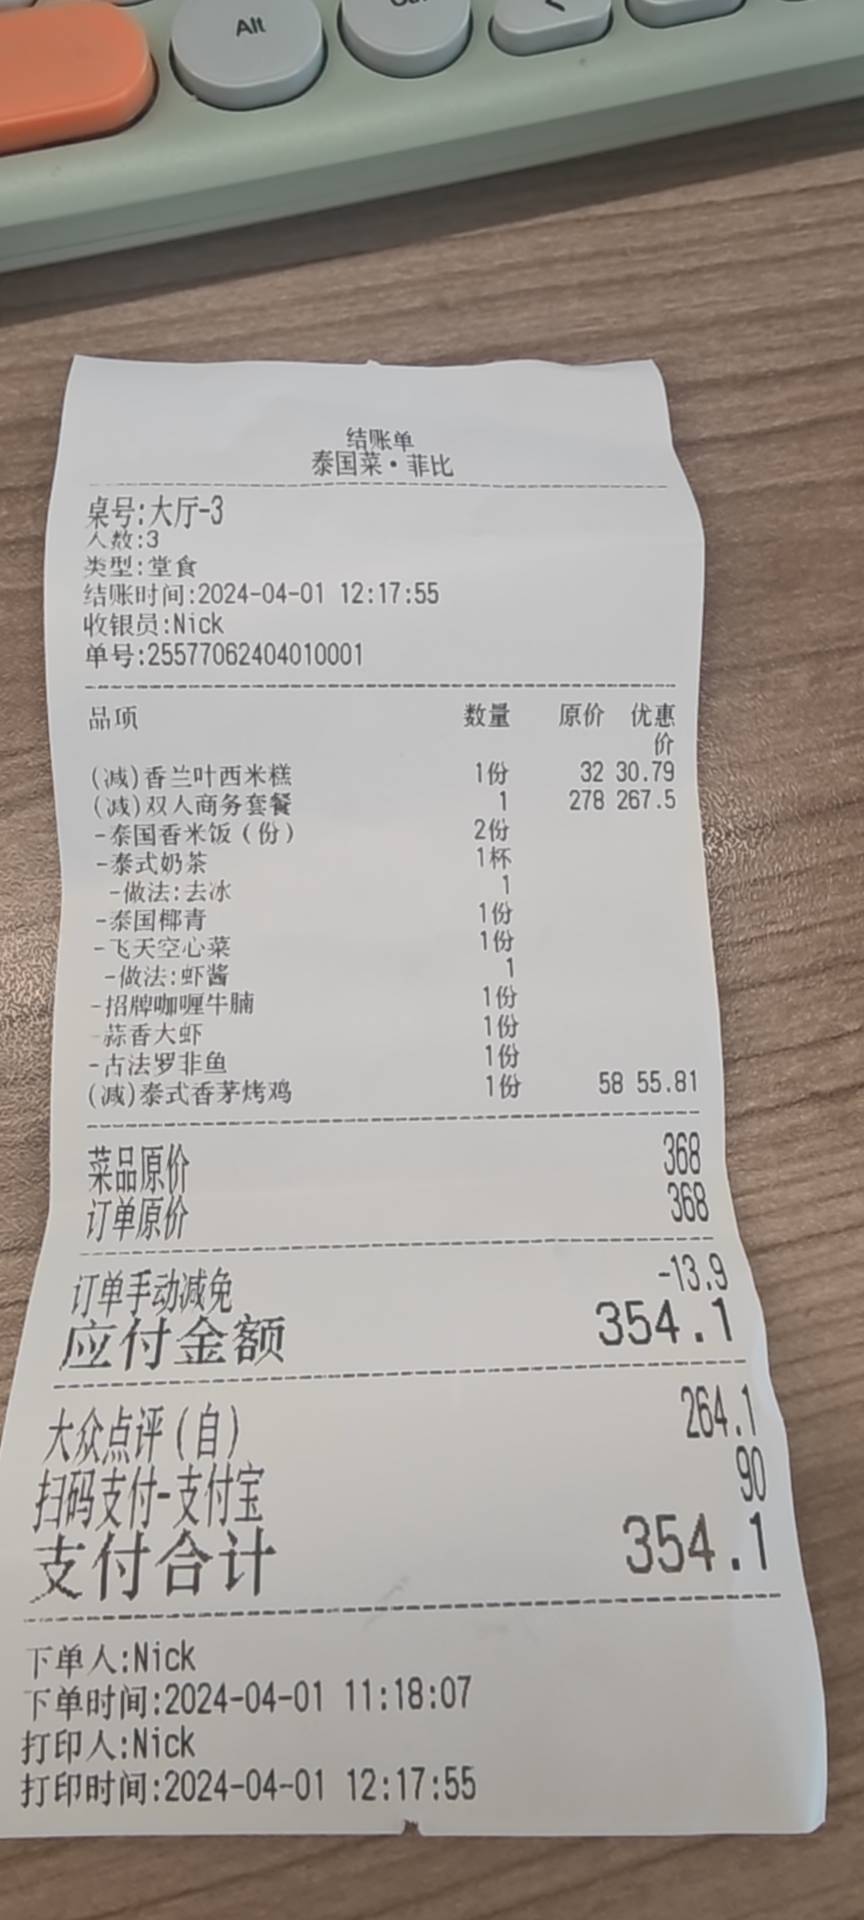 Alt
结账单
泰国菜·菲比
桌号:大厅-3
人数:3
类型:堂食
结账时间:2024-04-01 12:17:55
收银员:Nick
单号:25577062404010001
品项 数量 原价 优惠
价
(减)香兰叶西米糕 1份 32 30.79
(减)双人商务套餐 1 278 267.5
-泰国香米饭(份) 2份
-泰式奶茶 1杯
-做法:去冰 1
-泰国椰青 1份
-飞天空心菜 1份
-做法:虾酱 1
-招牌咖喱牛腩 1份
-蒜香大虾 1份
-古法罗非鱼 1份
(减)泰式香茅烤鸡 1份 58 55.81
菜品原价 368
订单原价 368
订单手动减免 -13.9
应付金额 354.1
大众点评(自) 264.1
扫码支付-支付宝 90
支付合计 354.1
下单人:Nick
下单时间:2024-04-01 11:18:07
打印人:Nick
打印时间:2024-04-01 12:17:55